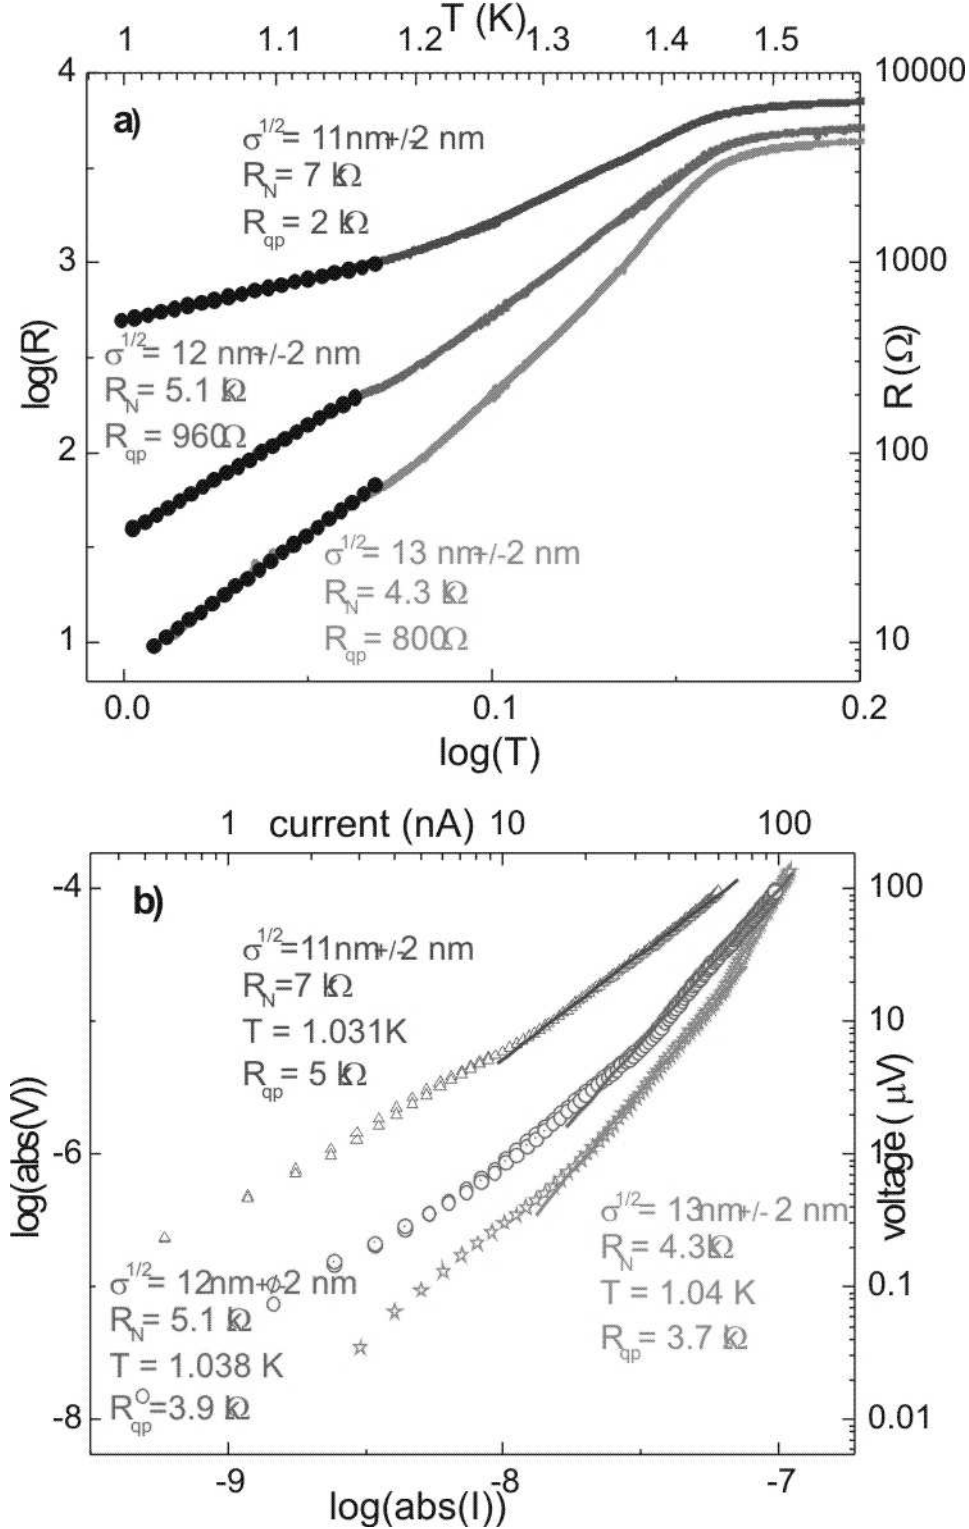 T (K)
1 1.1 1.2 1.3 1.4 1.5
4 10000
a)
σ1/2= 11nm+/-2 nm
RN= 7 kΩ
Rqp= 2 kΩ
3 1000
σ1/2= 12 nm+/-2 nm
RN= 5.1 kΩ
Rqp= 960Ω
log(R)
R (Ω)
2 100
σ1/2= 13 nm+/-2 nm
RN= 4.3 kΩ
Rqp= 800Ω
1 10
0.0 0.1 0.2
log(T)
1 current (nA) 10 100
-4 100
b)
σ1/2=11nm+/-2 nm
RN=7 kΩ
T = 1.031K
Rqp= 5 kΩ
-5 10
log(abs(V))
voltage ( μV)
-6 1
σ1/2= 13nm+/- 2 nm
RN= 4.3kΩ
T = 1.04 K
Rqp= 3.7 kΩ
-7 0.1
σ1/2= 12nm+/-2 nm
RN= 5.1 kΩ
T = 1.038 K
Rqp=3.9 kΩ
-8 0.01
-9 -8 -7
log(abs(I))